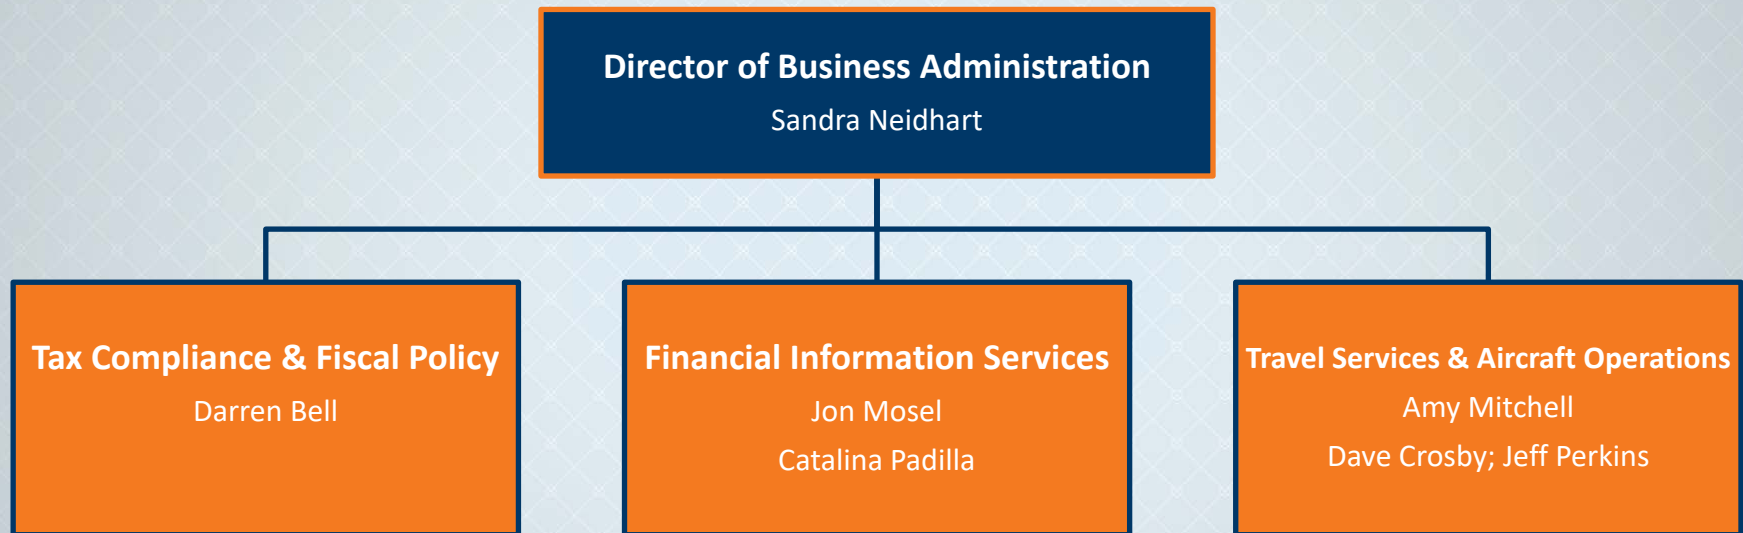 Director of Business Administration
Sandra Neidhart
Tax Compliance & Fiscal Policy
Darren Bell
Financial Information Services
Jon Mosel
Catalina Padilla
Travel Services & Aircraft Operations
Amy Mitchell
Dave Crosby; Jeff Perkins